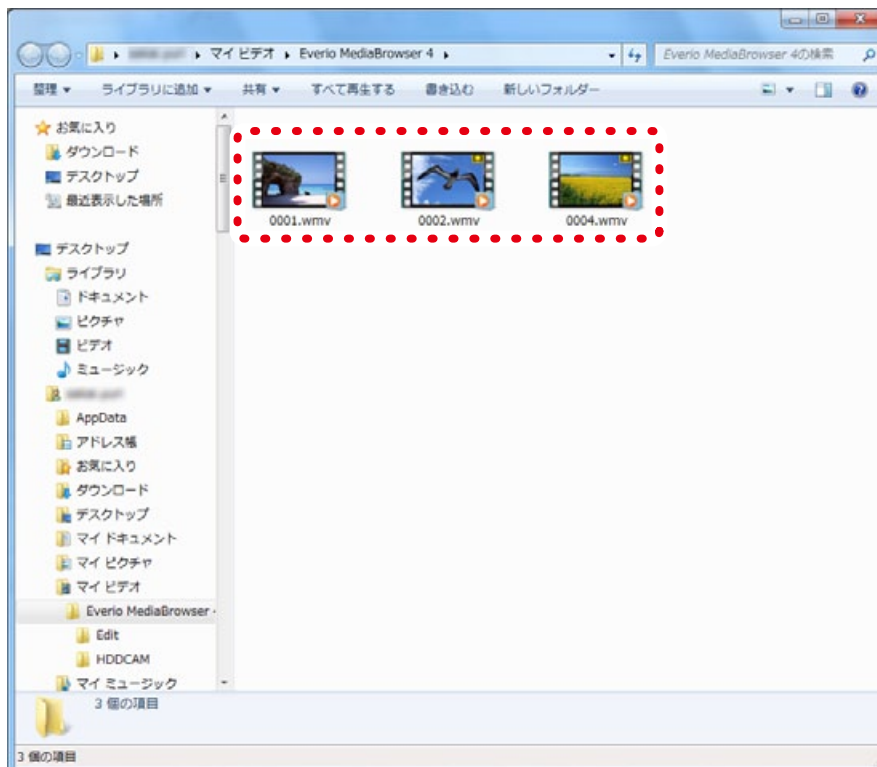 マイ ビデオ ▸ Everio MediaBrowser 4 ▸
Everio MediaBrowser 4の検索
整理 ライブラリに追加 共有 すべて再生する 書き込む 新しいフォルダー
お気に入り
ダウンロード
デスクトップ
最近表示した場所
デスクトップ
ライブラリ
ドキュメント
ピクチャ
ビデオ
ミュージック
AppData
アドレス帳
お気に入り
ダウンロード
デスクトップ
マイ ドキュメント
マイ ピクチャ
マイ ビデオ
Everio MediaBrowser
Edit
HDDCAM
マイ ミュージック
0001.wmv
0002.wmv
0004.wmv
3 個の項目
3 個の項目